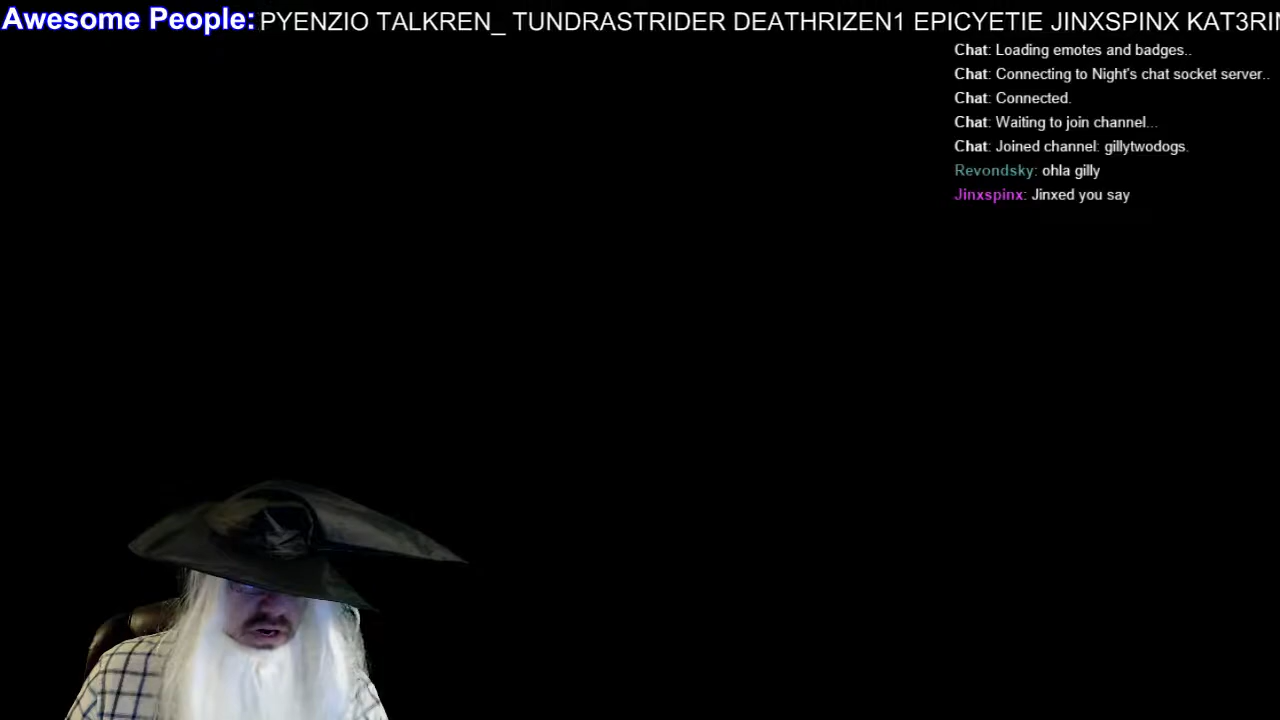 Awesome People: PYENZIO TALKREN_ TUNDRASTRIDER DEATHRIZEN1 EPICYETIE JINXSPINX KAT3RI
Chat: Loading emotes and badges..
Chat: Connecting to Night's chat socket server..
Chat: Connected.
Chat: Waiting to join channel...
Chat: Joined channel: gillytwodogs.
Revondsky: ohla gilly
Jinxspinx: Jinxed you say